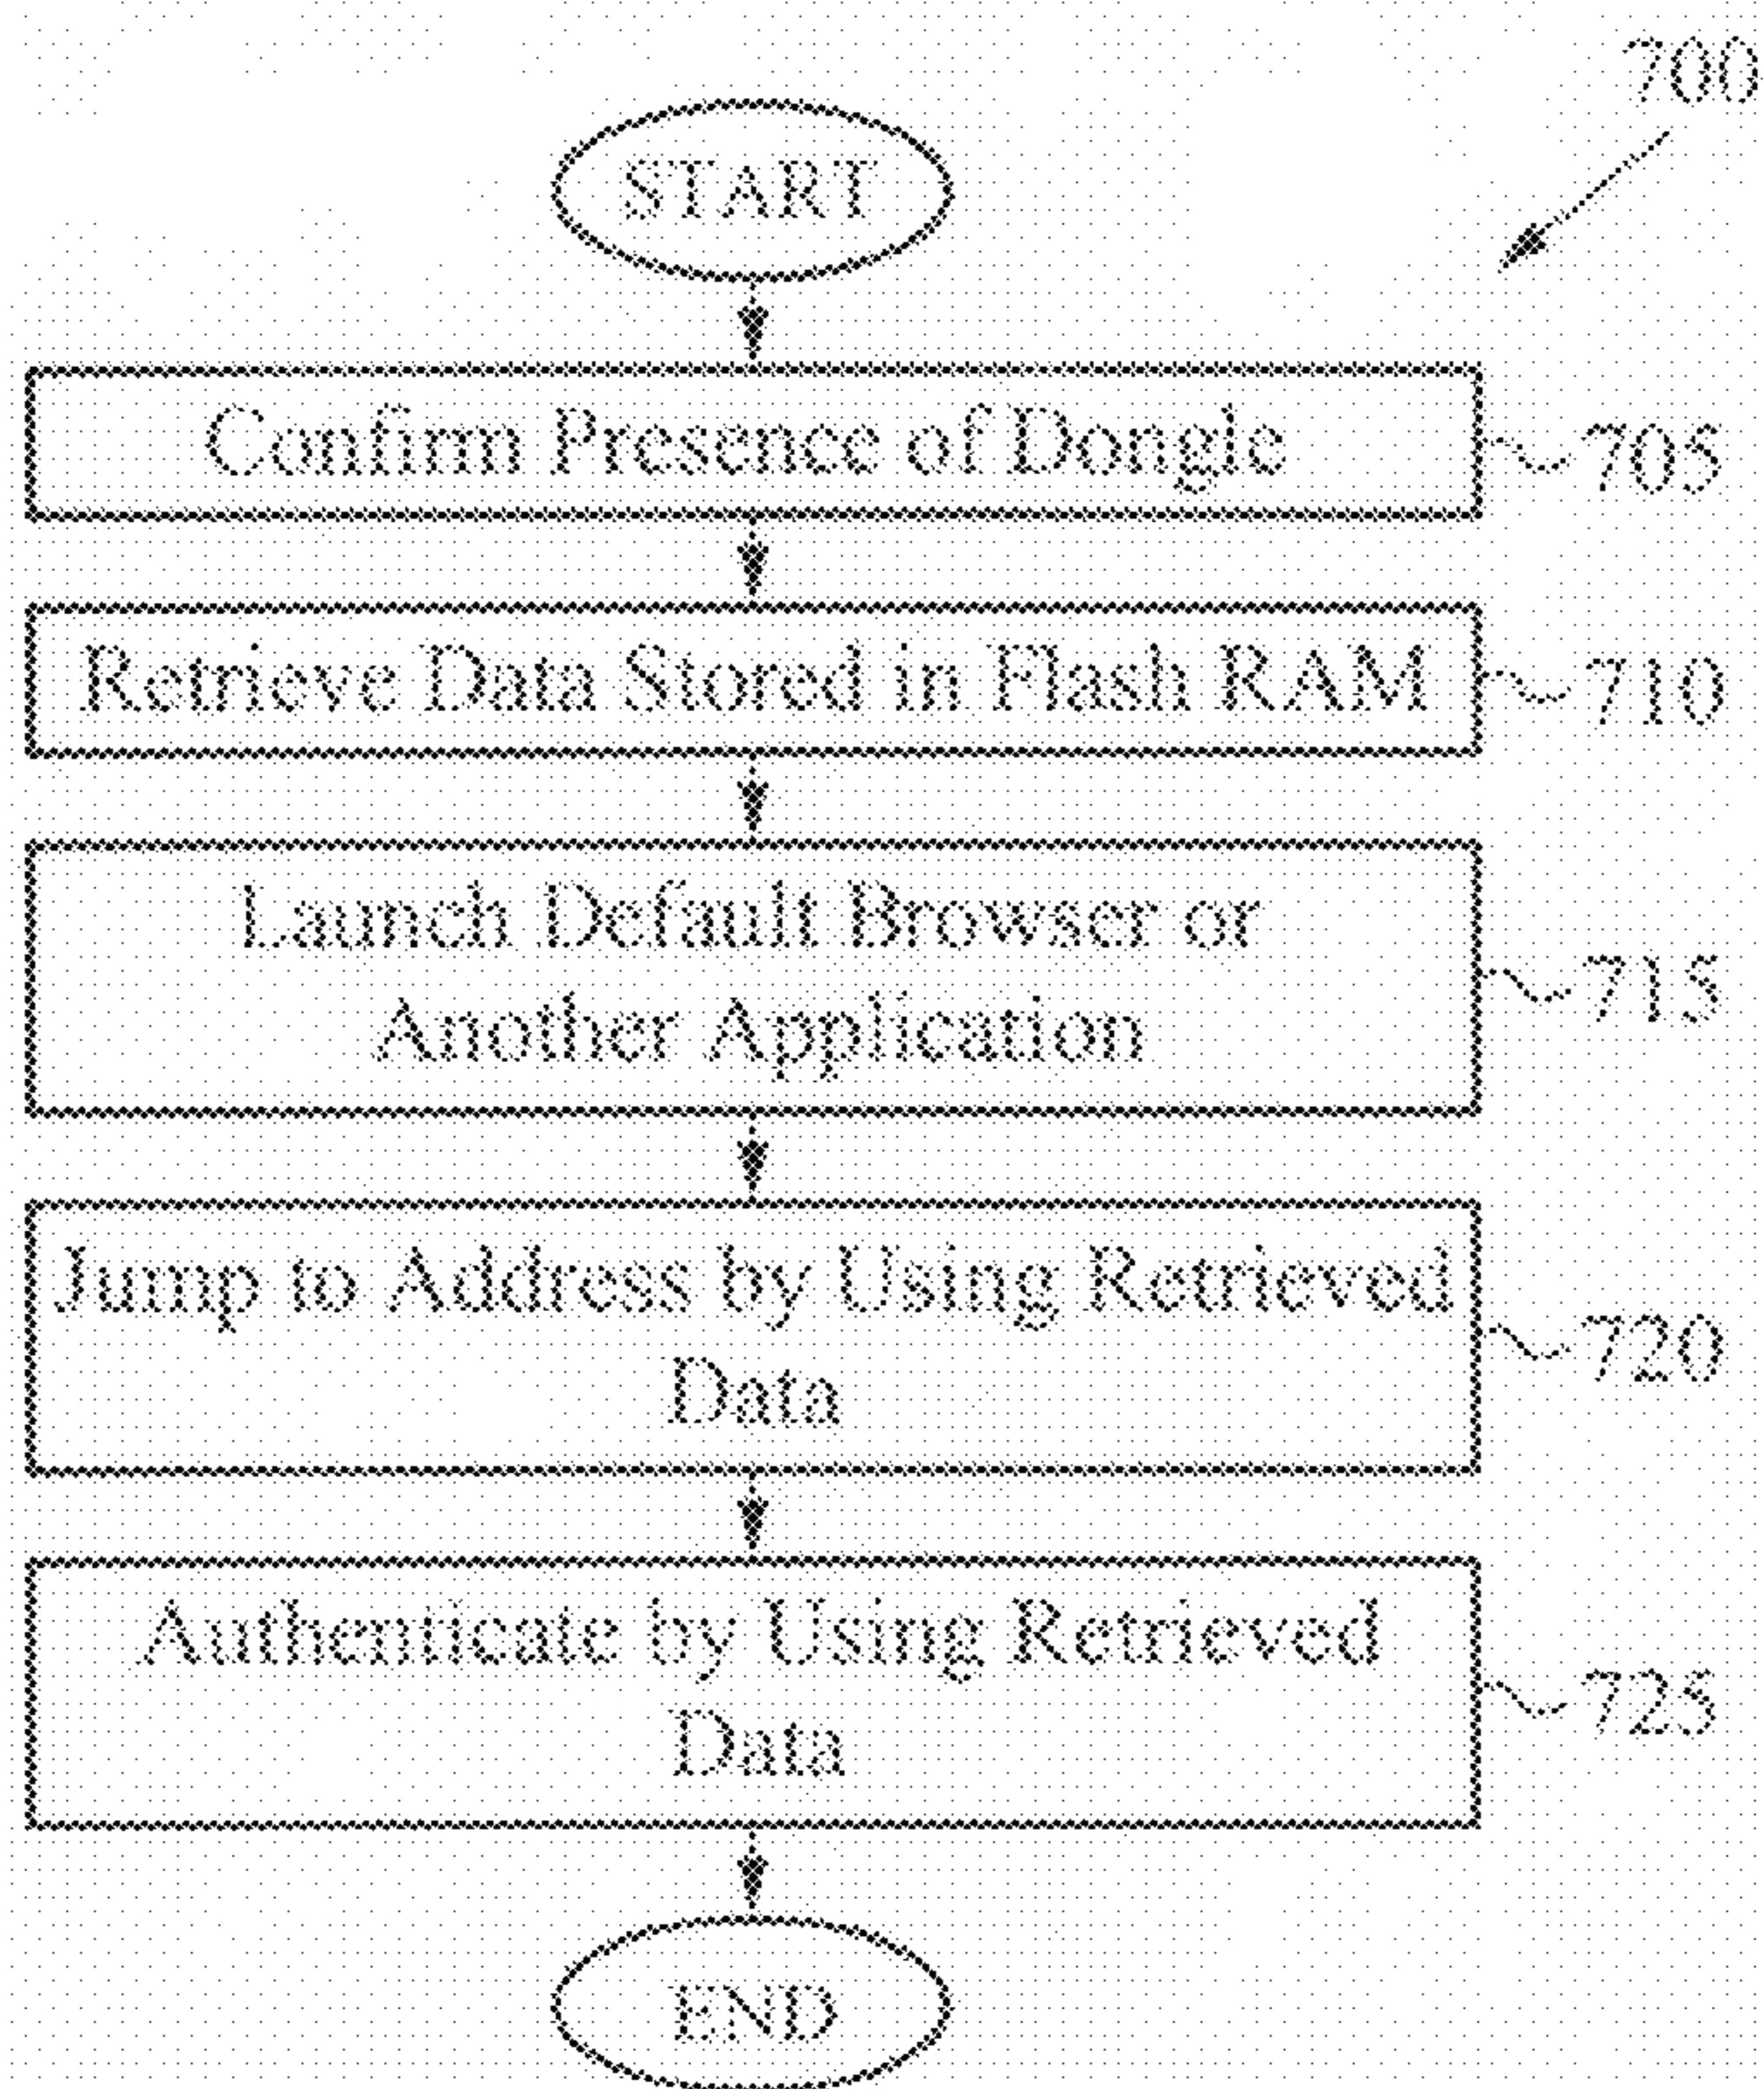 700
START
Confirm Presence of Dongle
705
Retrieve Data Stored in Flash RAM
710
Launch Default Browser or
Another Application
715
Jump to Address by Using Retrieved
Data
720
Authenticate by Using Retrieved
Data
725
END